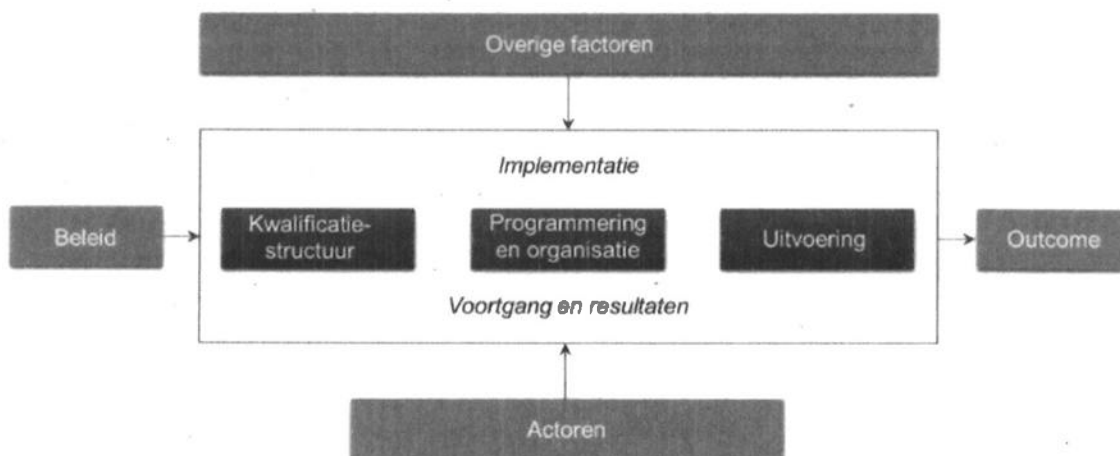 Overige factoren
Implementatie
Beleid
Kwalificatie-
structuur
Programmering
en organisatie
Uitvoering
Outcome
Voortgang en resultaten
Actoren